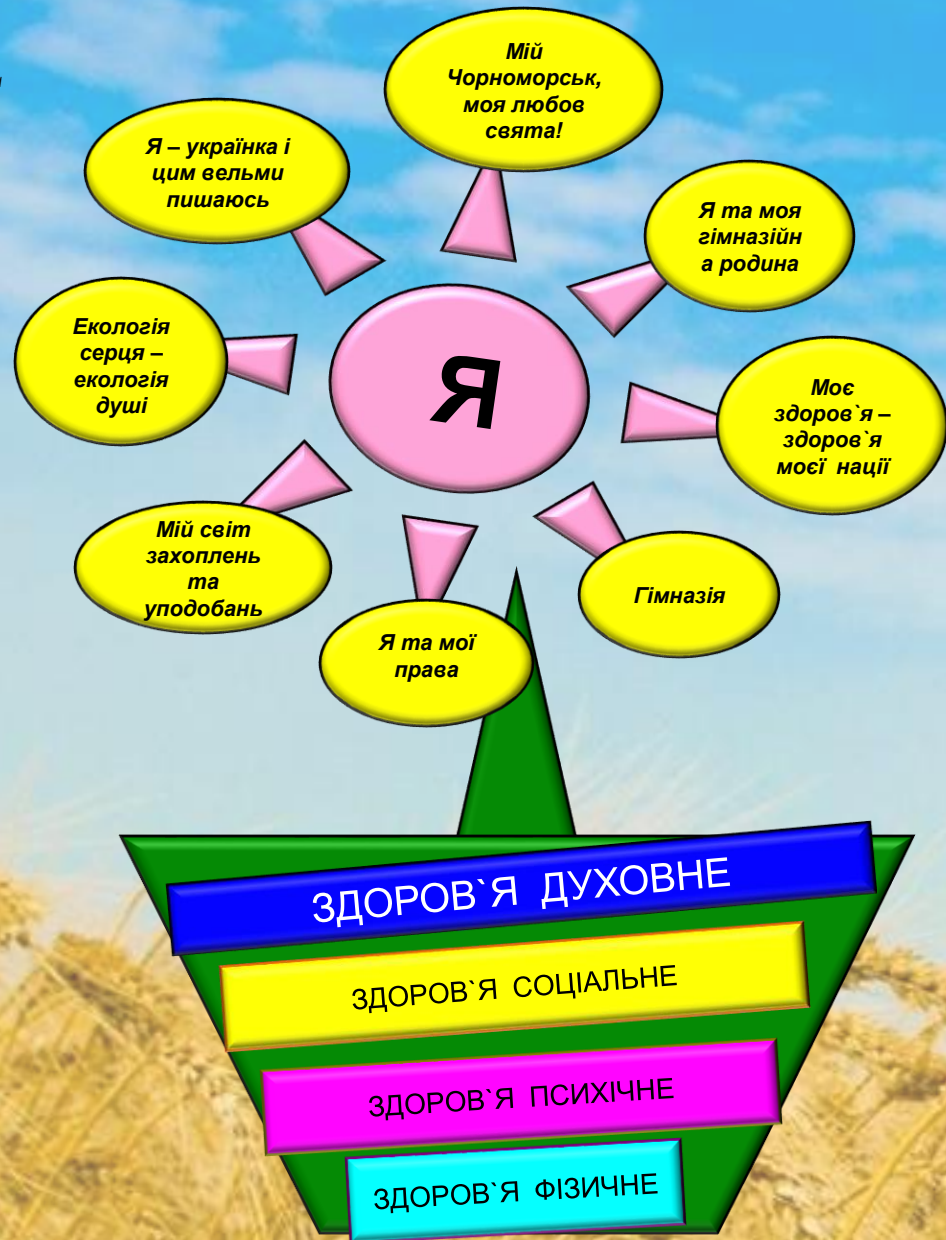 Мій
Чорноморськ,
моя любов
свята!
Я – українка і
цим вельми
пишаюсь
Я та моя
гімназійн
а родина
Екологія
серця –
екологія
душі
Я
Моє
здоров`я –
здоров`я
моєї нації
Мій світ
захоплень
та
уподобань
Гімназія
Я та мої
права
ЗДОРОВ`Я ДУХОВНЕ
ЗДОРОВ`Я СОЦІАЛЬНЕ
ЗДОРОВ`Я ПСИХІЧНЕ
ЗДОРОВ`Я ФІЗИЧНЕ